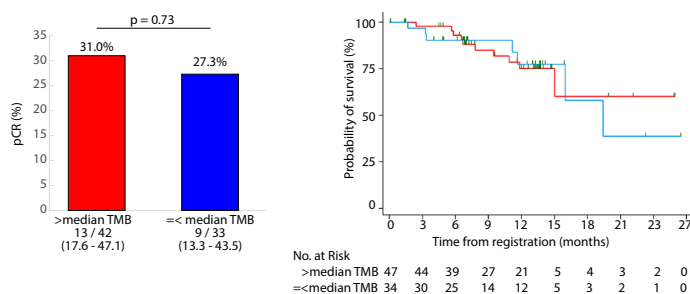 p = 0.73
35
30
25
20
15
10
5
0
pCR (%)
31.0%
27.3%
>median TMB
13 / 42
(17.6 - 47.1)
=< median TMB
9 / 33
(13.3 - 43.5)
100
75
50
25
0
Probability of survival (%)
0 3 6 9 12 15 18 21 23 27
Time from registration (months)
No. at Risk
>median TMB 47 44 39 27 21 5 4 3 2 0
=<median TMB 34 30 25 14 12 5 3 2 1 0